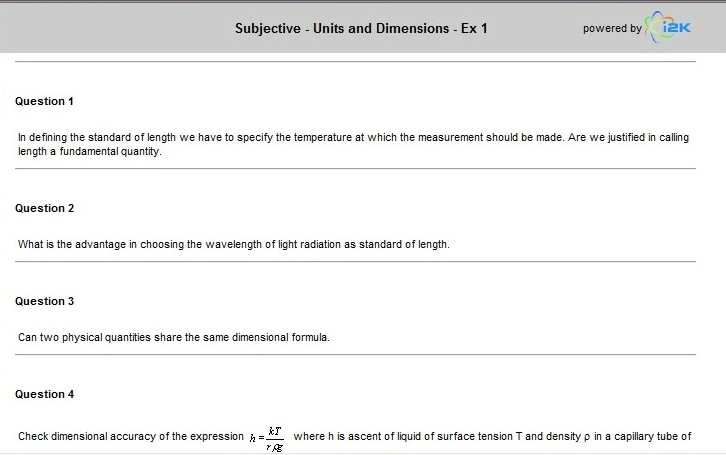 Subjective - Units and Dimensions - Ex 1
powered by i2K
Question 1
In defining the standard of length we have to specify the temperature at which the measurement should be made. Are we justified in calling
length a fundamental quantity.
Question 2
What is the advantage in choosing the wavelength of light radiation as standard of length.
Question 3
Can two physical quantities share the same dimensional formula.
Question 4
Check dimensional accuracy of the expression h = kT / rρg where h is ascent of liquid of surface tension T and density ρ in a capillary tube of